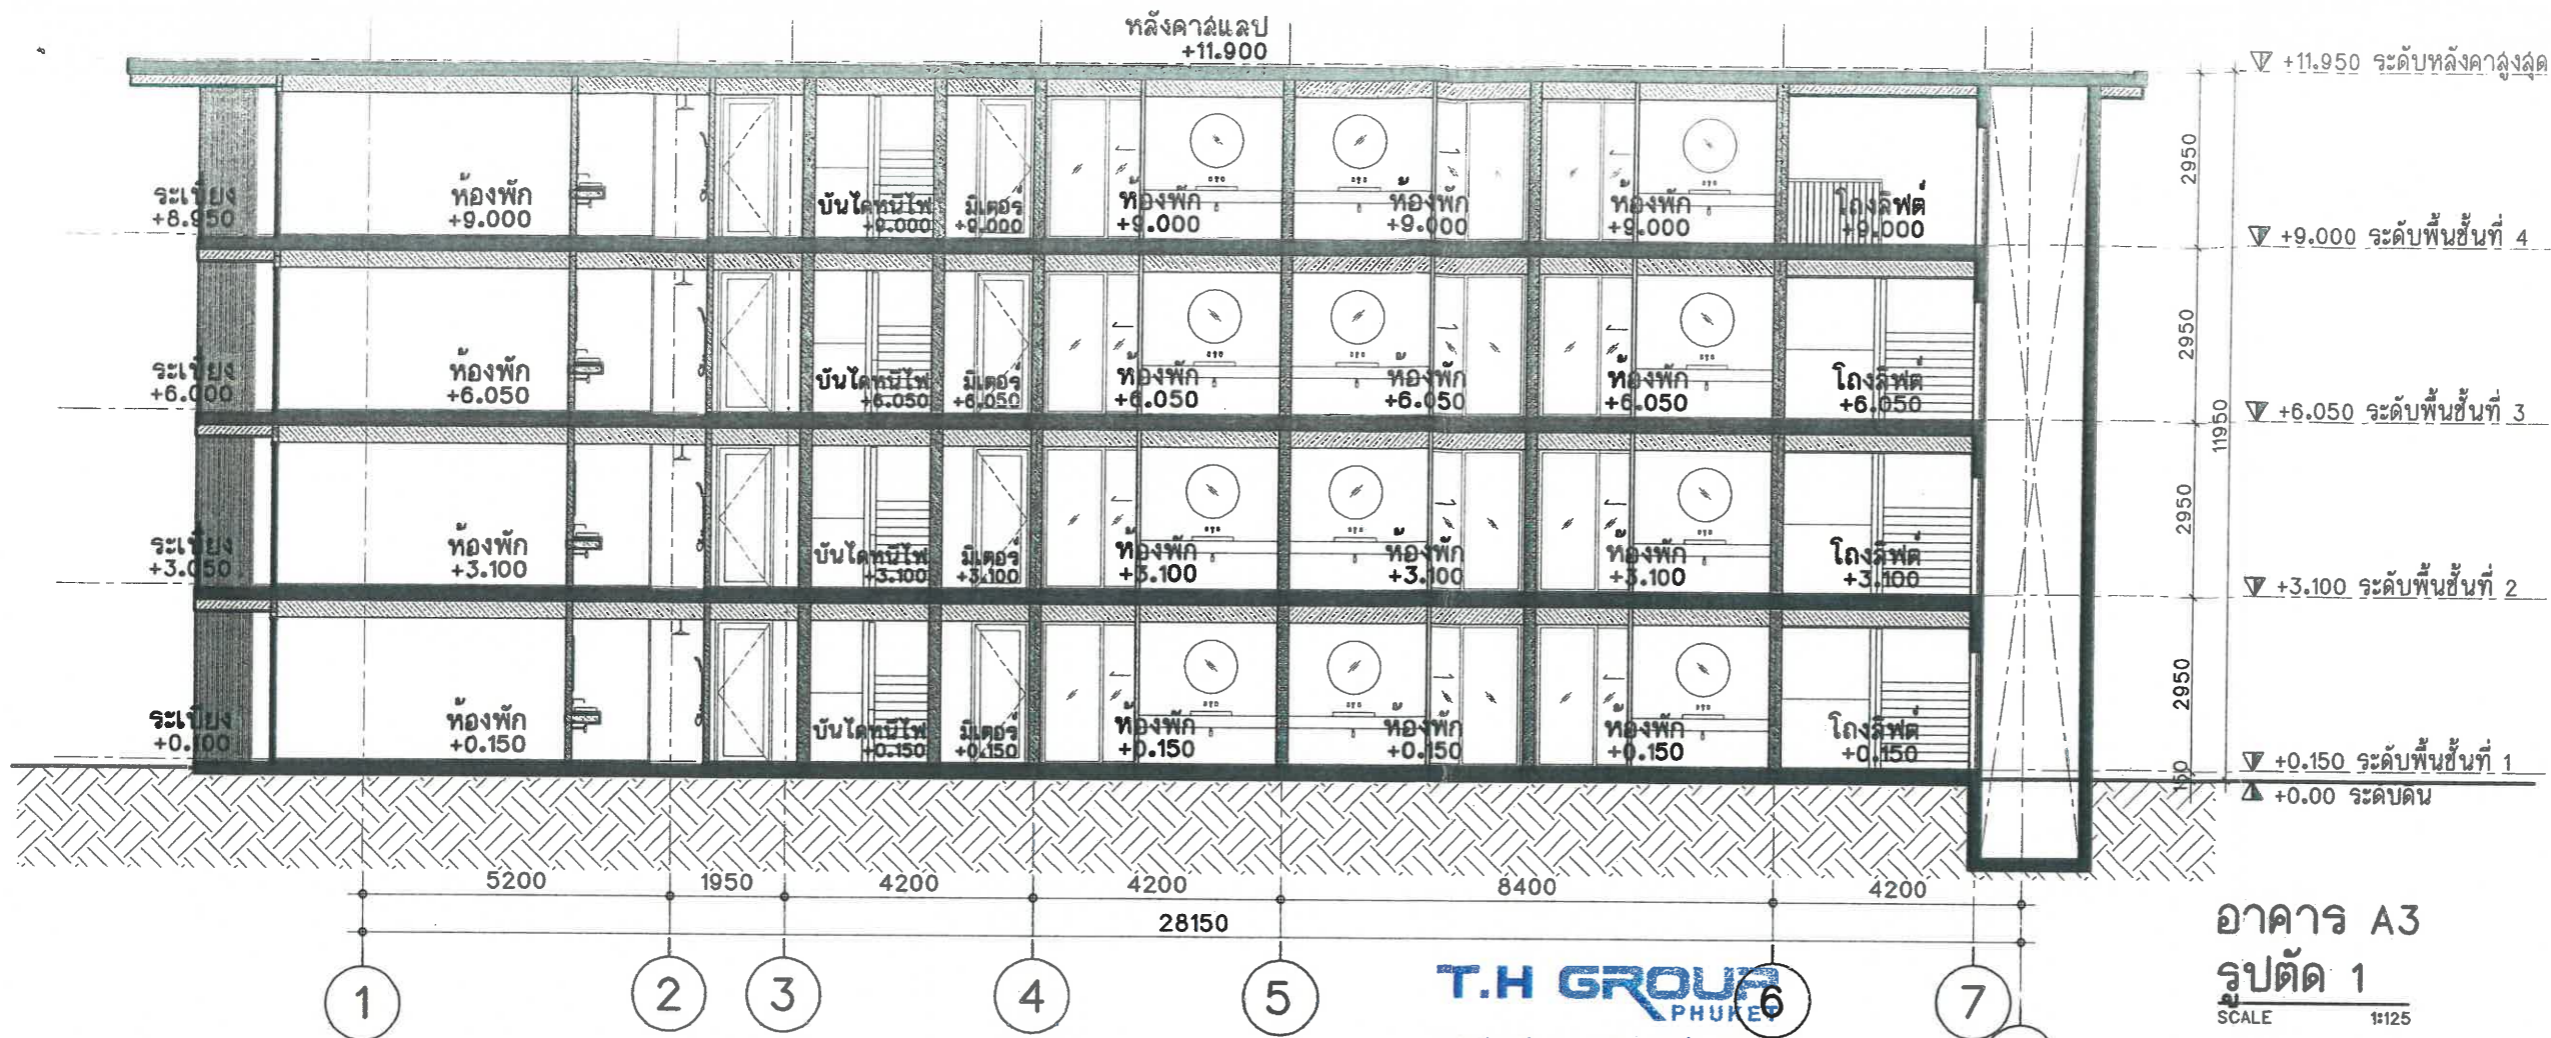 หลังคาสแลป
+11.900
+11.950 ระดับหลังคาสูงสุด
ระเบียง
+8.950
ห้องพัก
+9.000
บันไดหนีไฟ
+9.000
มิเตอร์
+9.000
ห้องพัก
+9.000
ห้องพัก
+9.000
ห้องพัก
+9.000
โถงลิฟต์
+9.000
2950
+9.000 ระดับพื้นชั้นที่ 4
ระเบียง
+6.000
ห้องพัก
+6.050
บันไดหนีไฟ
+6.050
มิเตอร์
+6.050
ห้องพัก
+6.050
ห้องพัก
+6.050
ห้องพัก
+6.050
โถงลิฟต์
+6.050
2950
11950
+6.050 ระดับพื้นชั้นที่ 3
ระเบียง
+3.050
ห้องพัก
+3.100
บันไดหนีไฟ
+3.100
มิเตอร์
+3.100
ห้องพัก
+3.100
ห้องพัก
+3.100
ห้องพัก
+3.100
โถงลิฟต์
+3.100
2950
+3.100 ระดับพื้นชั้นที่ 2
ระเบียง
+0.100
ห้องพัก
+0.150
บันไดหนีไฟ
+0.150
มิเตอร์
+0.150
ห้องพัก
+0.150
ห้องพัก
+0.150
ห้องพัก
+0.150
โถงลิฟต์
+0.150
2950
150
+0.150 ระดับพื้นชั้นที่ 1
+0.00 ระดับดิน
5200 1950 4200 4200 8400 4200
28150
1 2 3 4 5 6 7
T.H GROUP
PHUKET
อาคาร A3
รูปตัด 1
SCALE 1:125